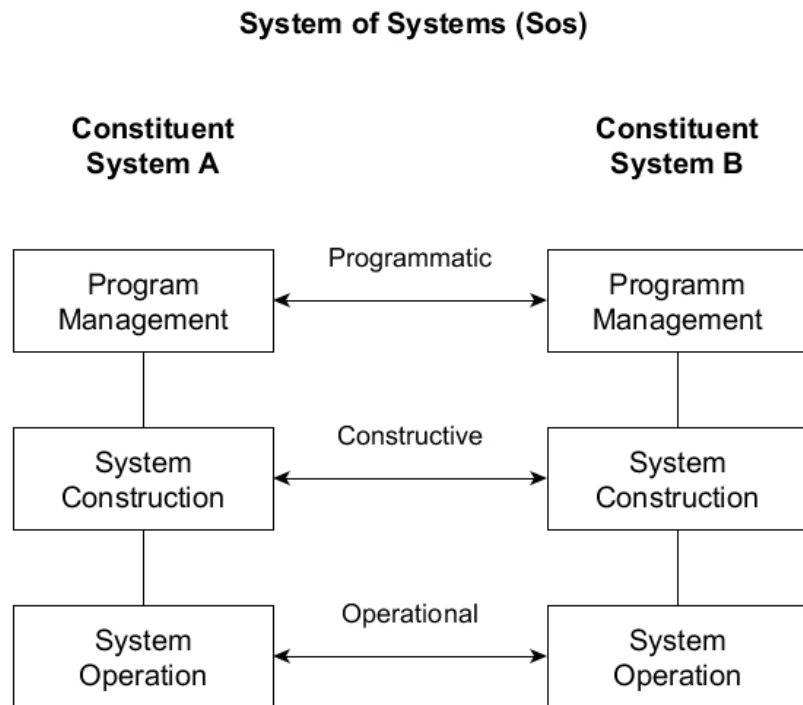 System of Systems (Sos)
Constituent
System A
Constituent
System B
Programmatic
Program
Management
Programm
Management
Constructive
System
Construction
System
Construction
Operational
System
Operation
System
Operation